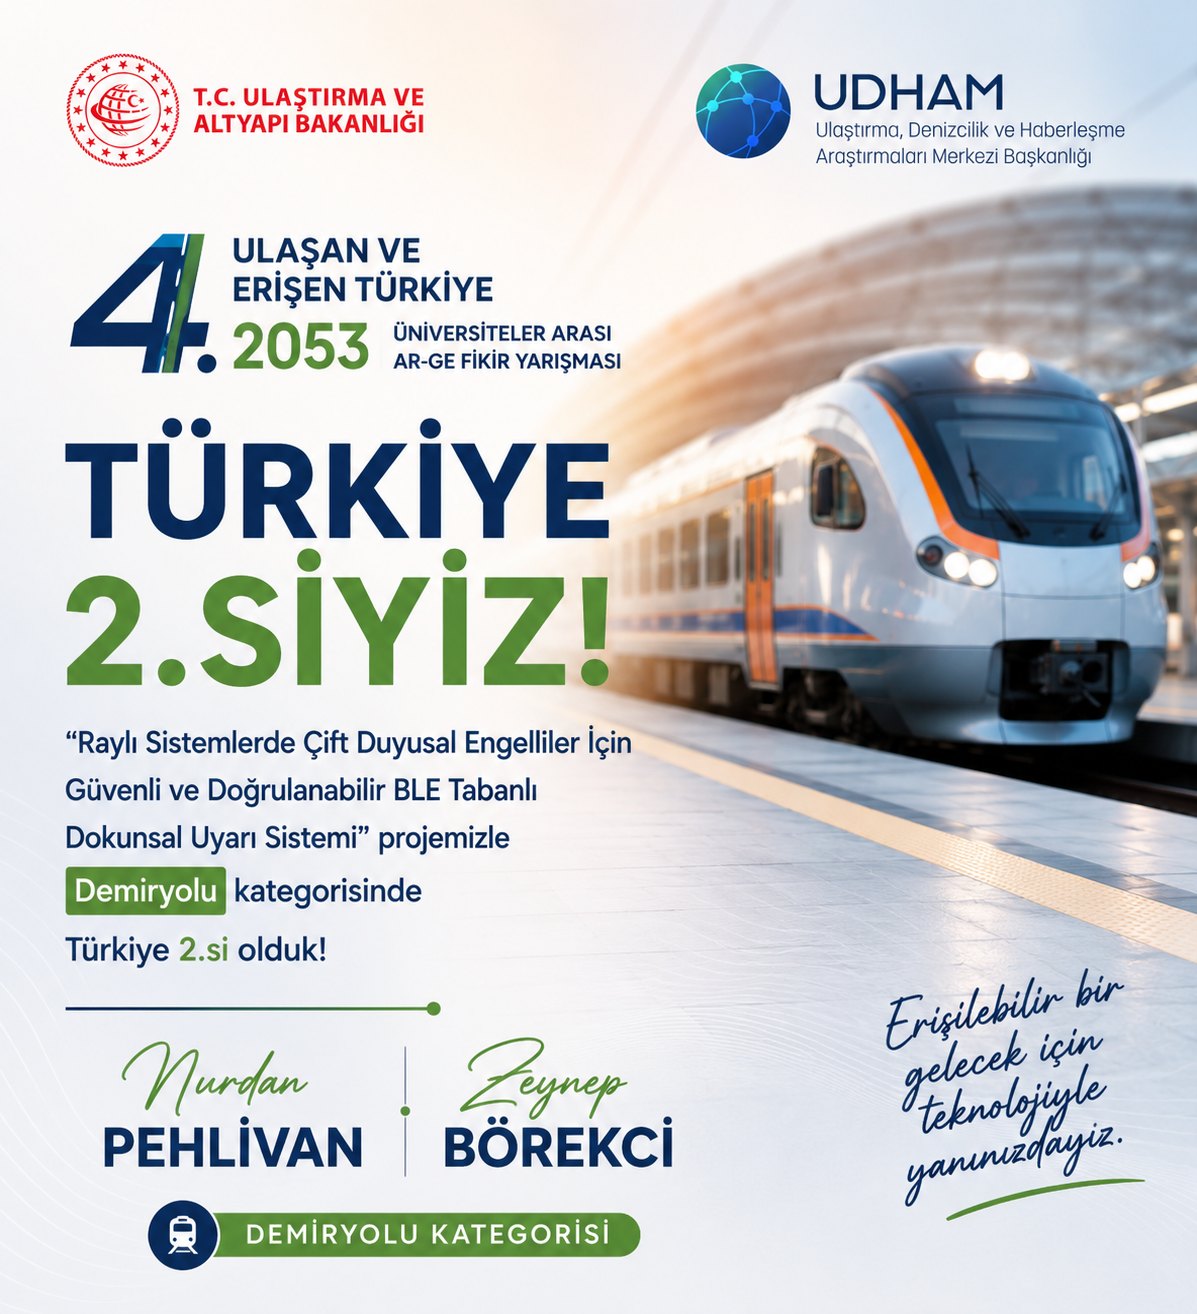 T.C. ULAŞTIRMA VE
ALTYAPI BAKANLIĞI
UDHAM
Ulaştırma, Denizcilik ve Haberleşme
Araştırmaları Merkezi Başkanlığı
4.
ULAŞAN VE
ERİŞEN TÜRKİYE
2053
ÜNİVERSİTELER ARASI
AR-GE FİKİR YARIŞMASI
TÜRKİYE
2.SİYİZ!
“Raylı Sistemlerde Çift Duyusal Engelliler İçin
Güvenli ve Doğrulanabilir BLE Tabanlı
Dokunsal Uyarı Sistemi” projemizle
Demiryolu kategorisinde
Türkiye 2.si olduk!
Nurdan
PEHLİVAN
Zeynep
BÖREKCİ
DEMİRYOLU KATEGORİSİ
Erişilebilir bir
gelecek için
teknolojiyle
yanınızdayiz.